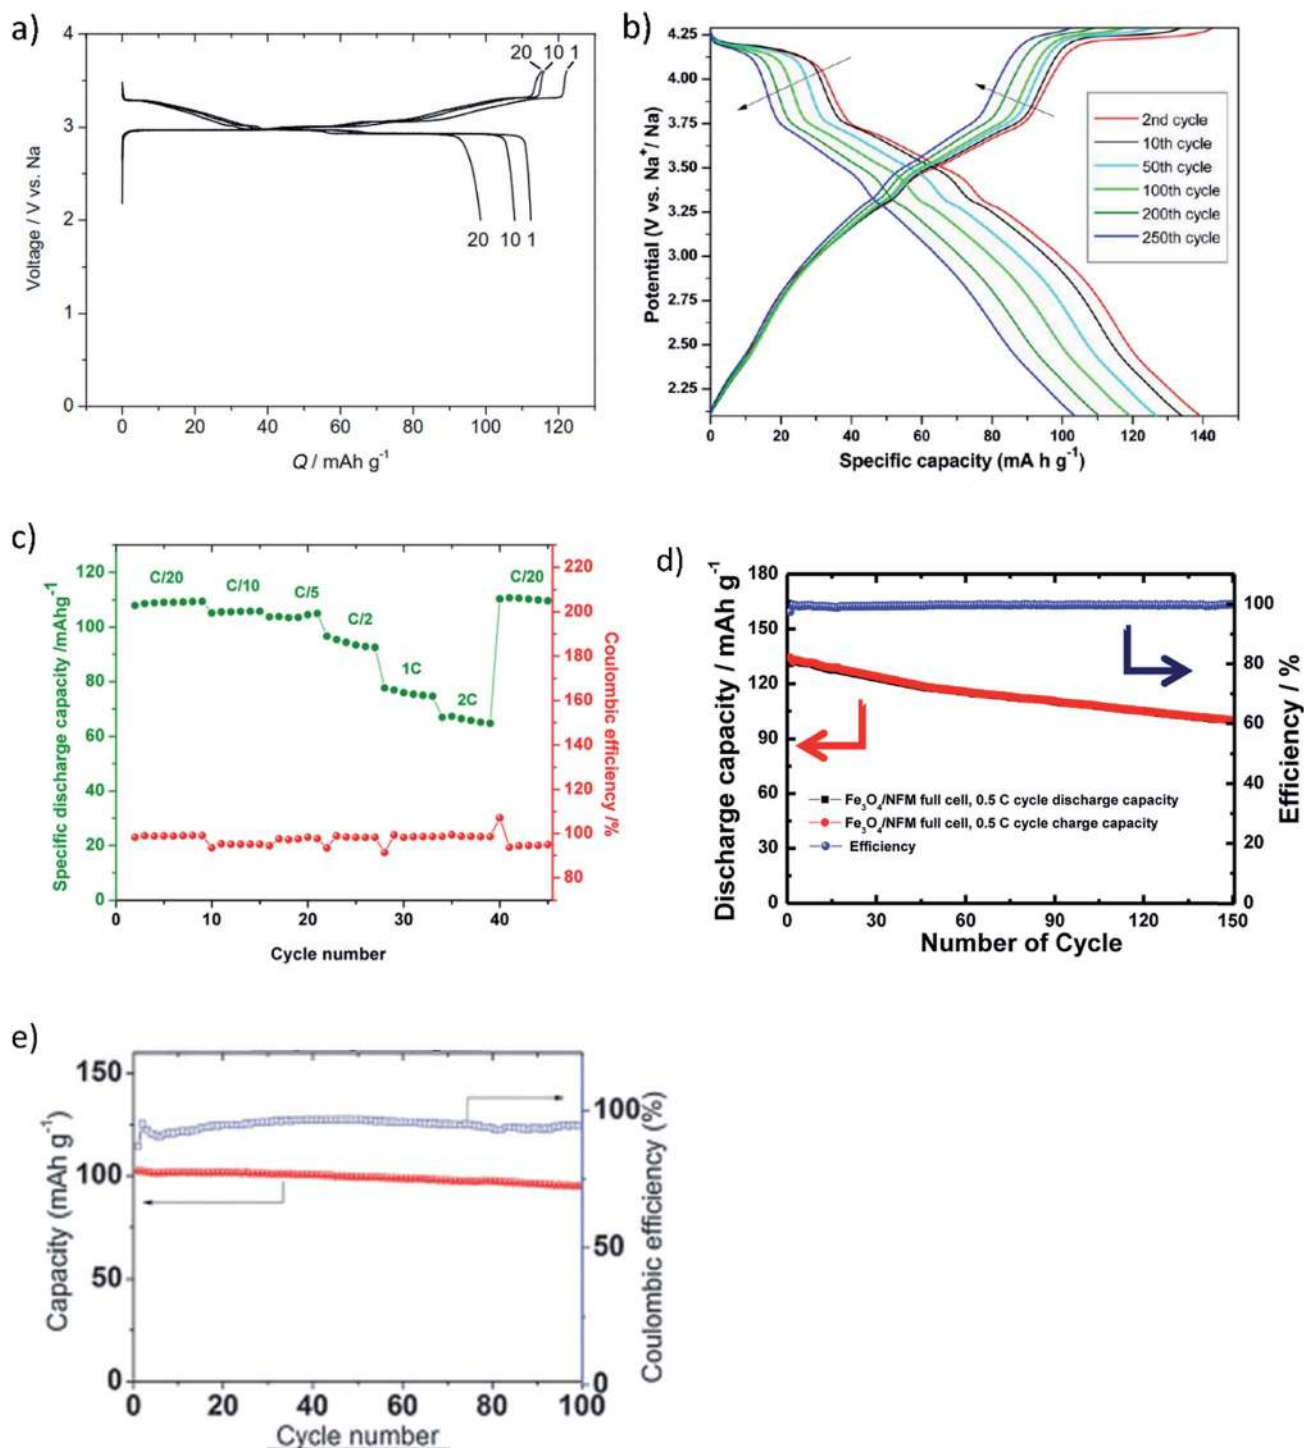 a)
4
3
2
1
0
Voltage / V vs. Na
20 10 1
20 10 1
0 20 40 60 80 100 120
Q / mAh g-1
b)
4.25
4.00
3.75
3.50
3.25
3.00
2.75
2.50
2.25
Potential (V vs. Na+/ Na)
2nd cycle
10th cycle
50th cycle
100th cycle
200th cycle
250th cycle
0 20 40 60 80 100 120 140
Specific capacity (mA h g-1)
c)
120
100
80
60
40
20
0
Specific discharge capacity /mAhg-1
C/20
C/10
C/5
C/2
1C
2C
C/20
220
200
180
160
140
120
100
80
Coulombic efficiency /%
0 10 20 30 40
Cycle number
d)
180
150
120
90
60
30
0
Discharge capacity / mAh g-1
Fe3O4/NFM full cell, 0.5 C cycle discharge capacity
Fe3O4/NFM full cell, 0.5 C cycle charge capacity
Efficiency
100
80
60
40
20
0
Efficiency / %
0 30 60 90 120 150
Number of Cycle
e)
150
100
50
0
Capacity (mAh g-1)
100
50
0
Coulombic efficiency (%)
0 20 40 60 80 100
Cycle number